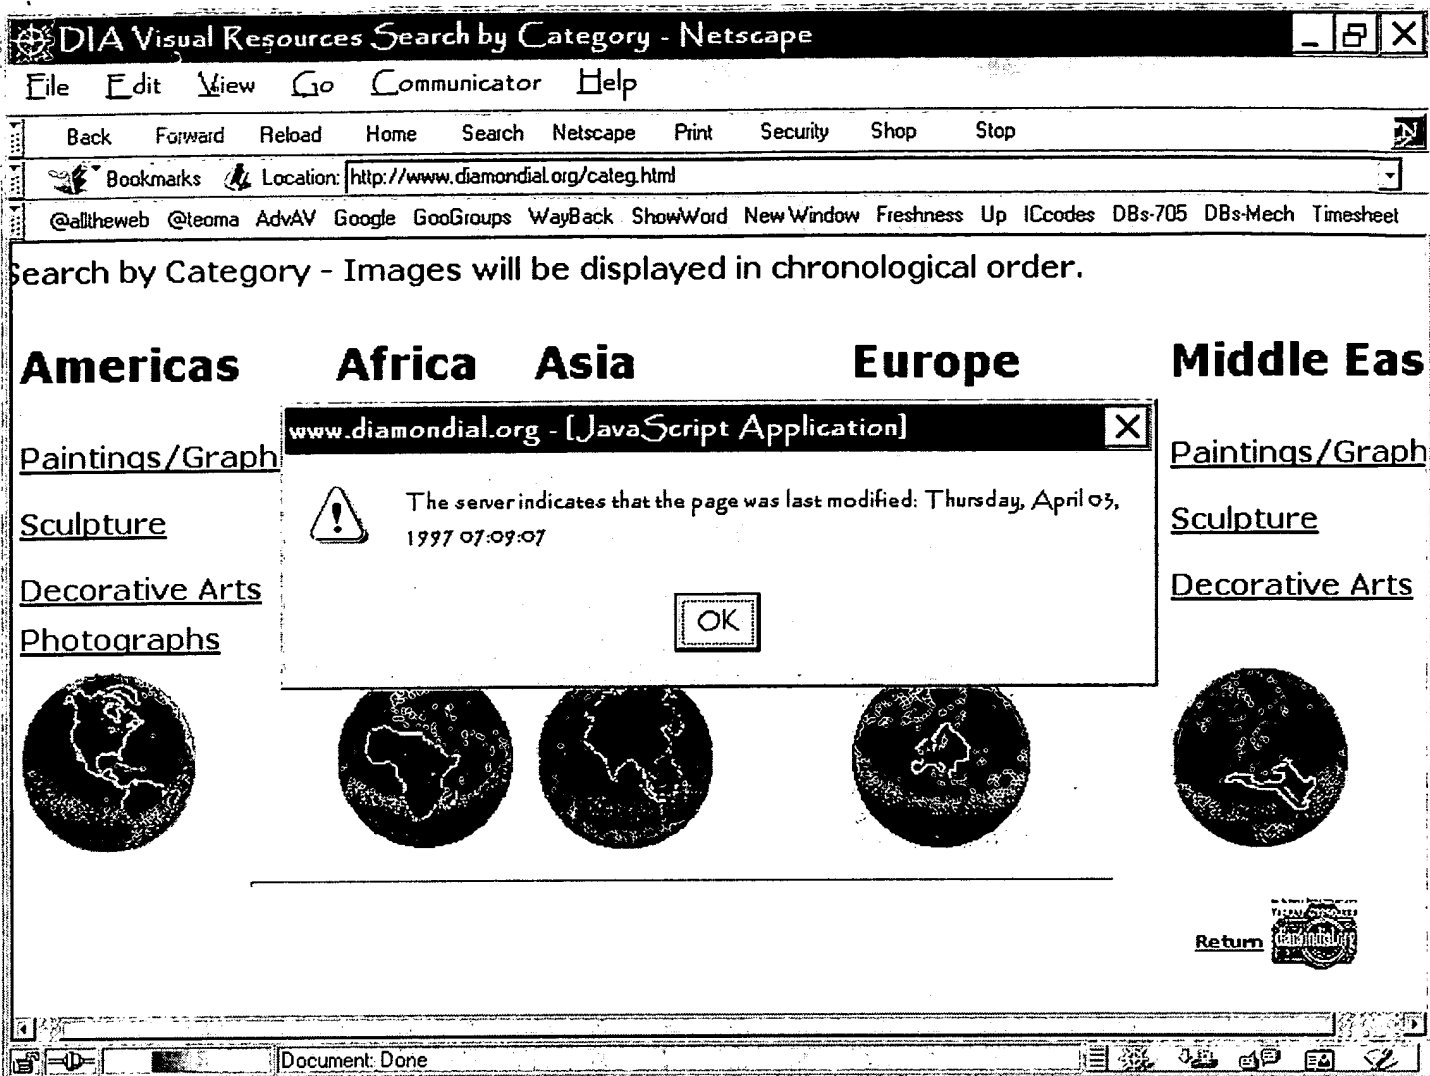 DIA Visual Resources Search by Category - Netscape
File Edit View Go Communicator Help
Back Forward Reload Home Search Netscape Print Security Shop Stop
Bookmarks Location: http://www.diamondial.org/categ.html
@alltheweb @teoma AdvAV Google GooGroups WayBack ShowWord New Window Freshness Up ICcodes DBs-705 DBs-Mech Timesheet
Search by Category - Images will be displayed in chronological order.
Americas Africa Asia Europe Middle Eas
www.diamondial.org - [JavaScript Application]
Paintings/Graph Paintings/Graph
The server indicates that the page was last modified: Thursday, April 03,
1997 07:09:07
Sculpture Sculpture
Decorative Arts Decorative Arts
OK
Photographs
Return diamondial.org
Document: Done